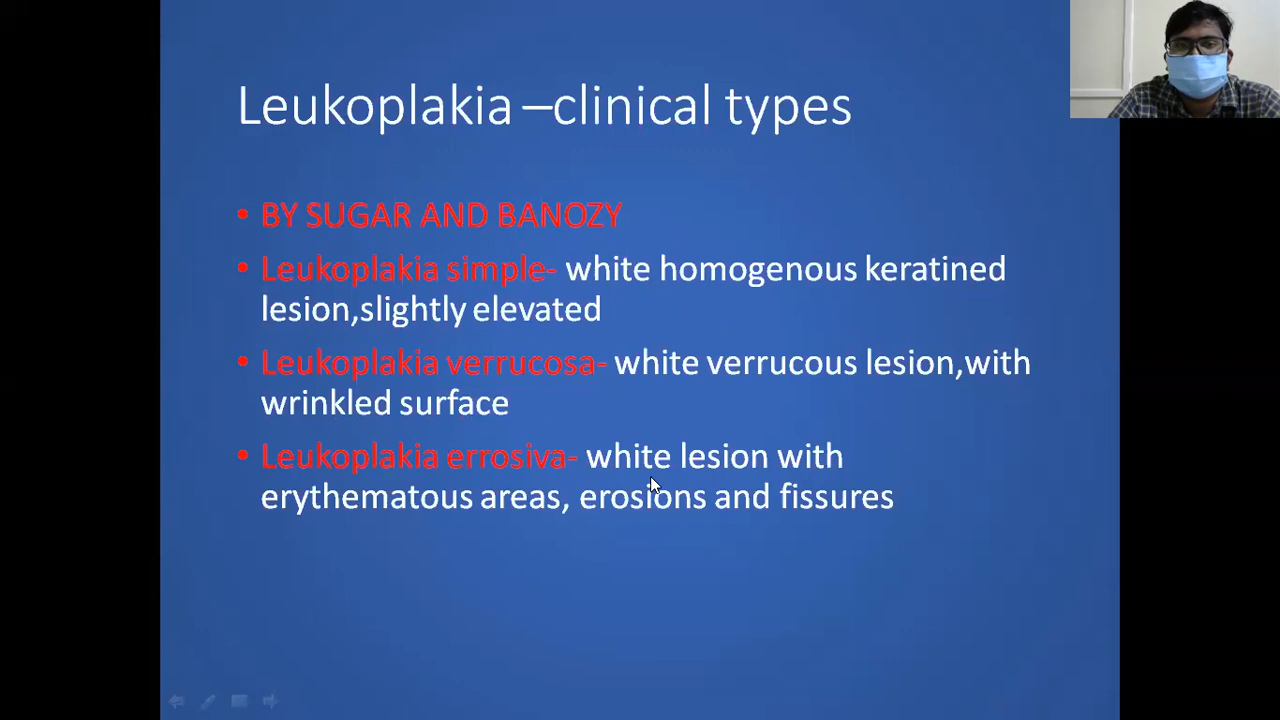 Leukoplakia –clinical types
• BY SUGAR AND BANOZY
• Leukoplakia simple- white homogenous keratined
lesion,slightly elevated
• Leukoplakia verrucosa- white verrucous lesion,with
wrinkled surface
• Leukoplakia errosiva- white lesion with
erythematous areas, erosions and fissures